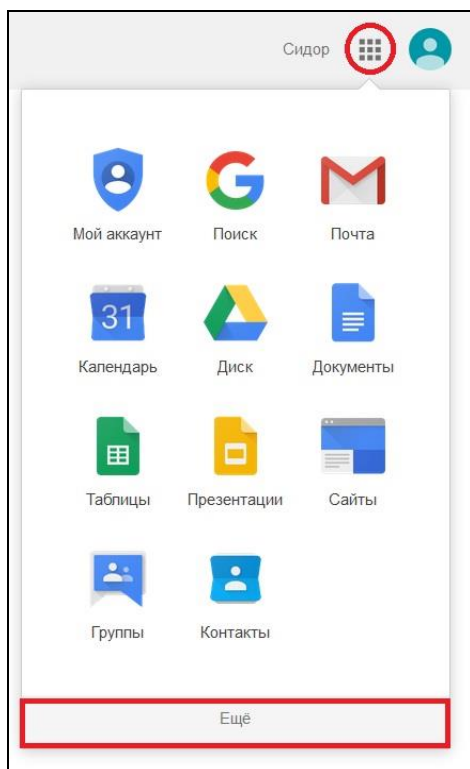 Сидор
Мой аккаунт Поиск Почта
31
Календарь Диск Документы
Таблицы Презентации Сайты
Группы Контакты
Ещё